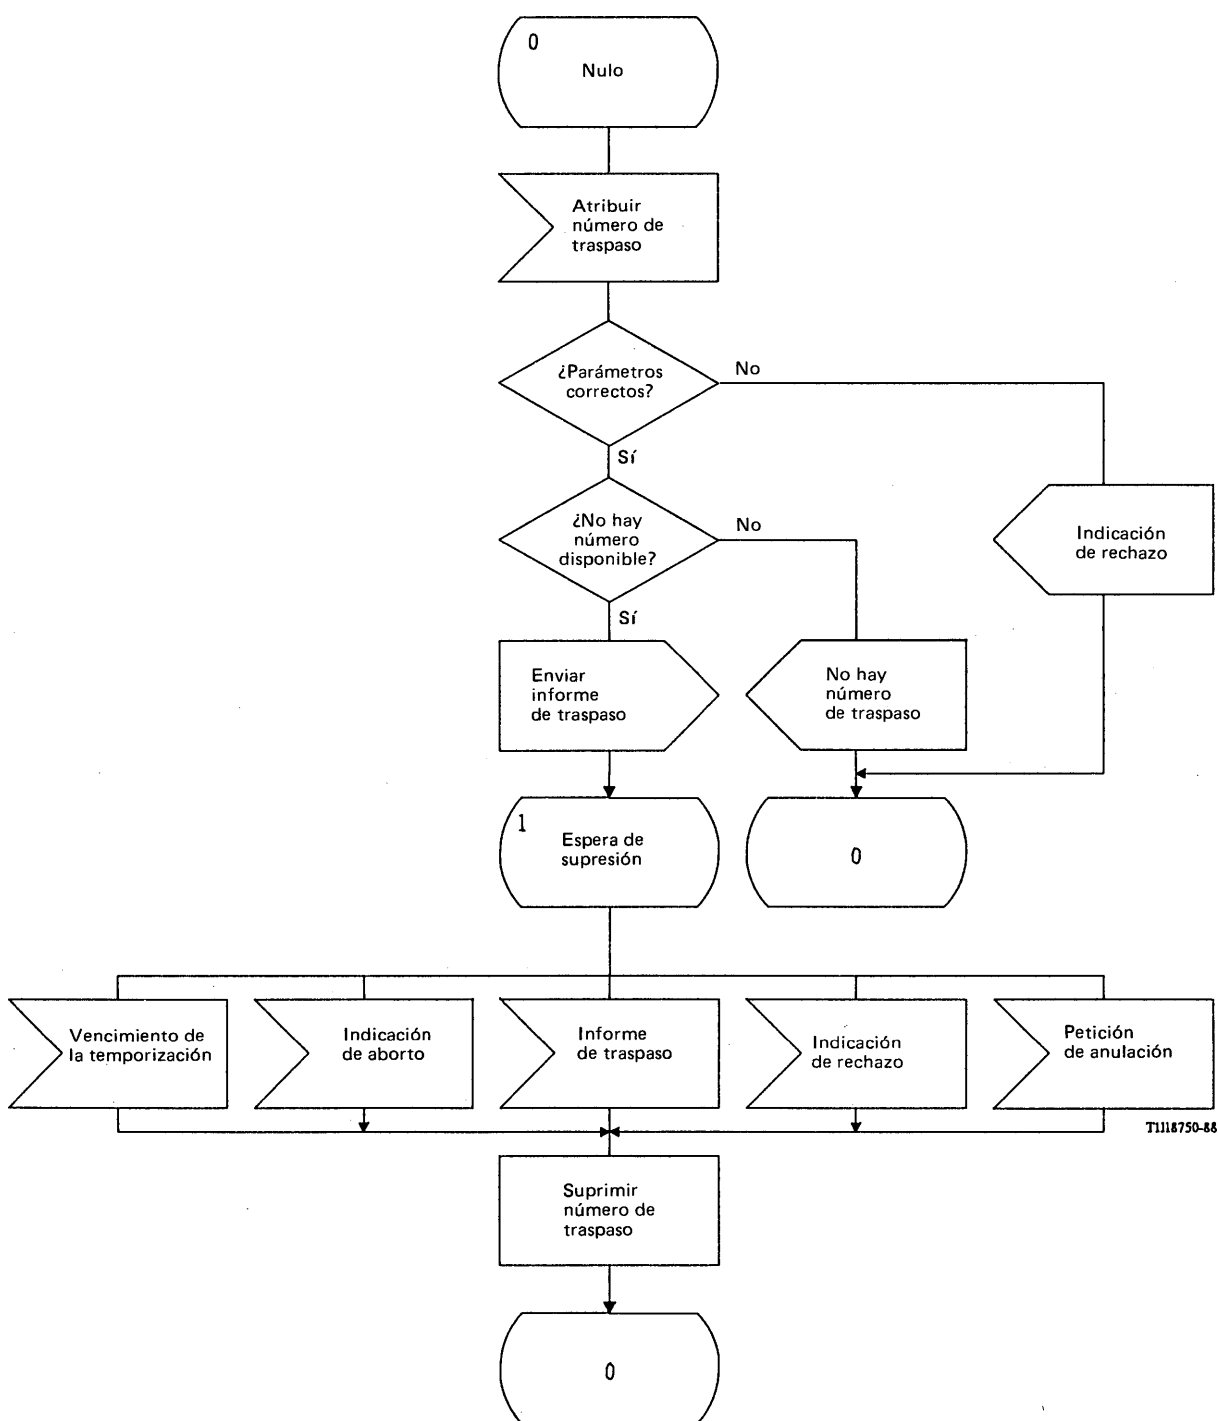 0
Nulo
Atribuir
número de
traspaso
¿Parámetros
correctos?
No
Sí
¿No hay
número
disponible?
No
Indicación
de rechazo
Sí
Enviar
informe
de traspaso
No hay
número
de traspaso
1
Espera de
supresión
0
Vencimiento de
la temporización
Indicación
de aborto
Informe
de traspaso
Indicación
de rechazo
Petición
de anulación
T1118750-88
Suprimir
número de
traspaso
0